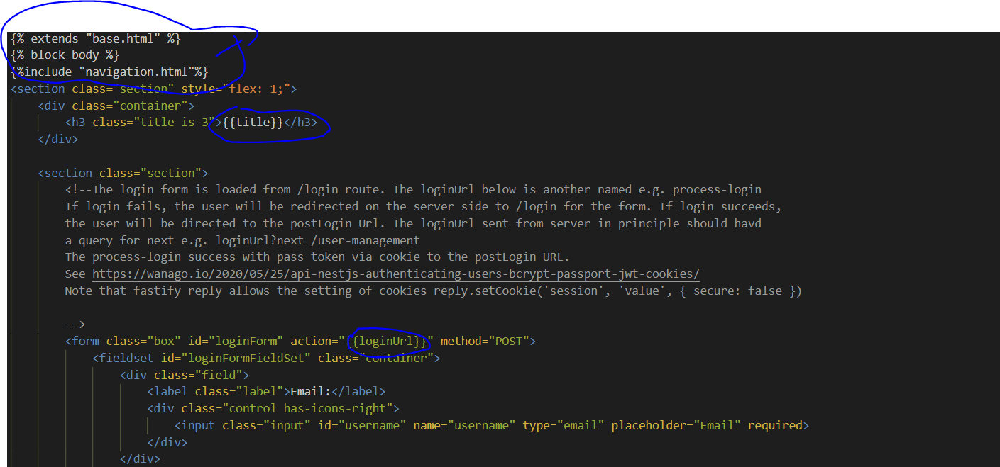 {% extends "base.html" %}
{% block body %}
{%include "navigation.html"%}
<section class="section" style="flex: 1;">
<div class="container">
<h3 class="title is-3">{{title}}</h3>
</div>
<section class="section">
<!--The login form is loaded from /login route. The loginUrl below is another named e.g. process-login
If login fails, the user will be redirected on the server side to /login for the form. If login succeeds,
the user will be directed to the postLogin Url. The loginUrl sent from server in principle should havd
a query for next e.g. loginUrl?next=/user-management
The process-login success with pass token via cookie to the postLogin URL.
See https://wanago.io/2020/05/25/api-nestjs-authenticating-users-bcrypt-passport-jwt-cookies/
Note that fastify reply allows the setting of cookies reply.setCookie('session', 'value', { secure: false })
-->
<form class="box" id="loginForm" action="{{loginUrl}}" method="POST">
<fieldset id="loginFormFieldSet" class="container">
<div class="field">
<label class="label">Email:</label>
<div class="control has-icons-right">
<input class="input" id="username" name="username" type="email" placeholder="Email" required>
</div>
</div>